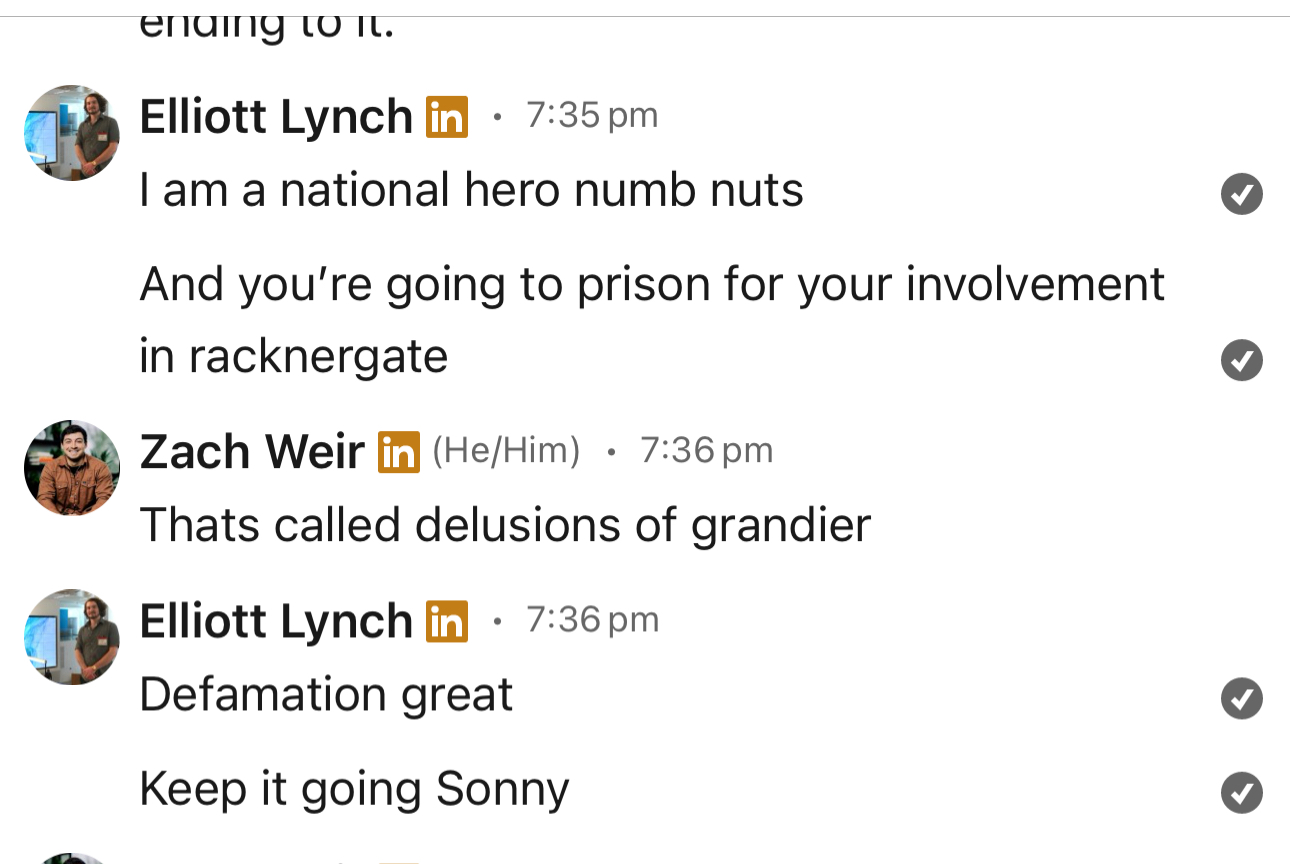 ending to it.
Elliott Lynch in • 7:35 pm
I am a national hero numb nuts
And you’re going to prison for your involvement
in racknergate
Zach Weir in (He/Him) • 7:36 pm
Thats called delusions of grandier
Elliott Lynch in • 7:36 pm
Defamation great
Keep it going Sonny